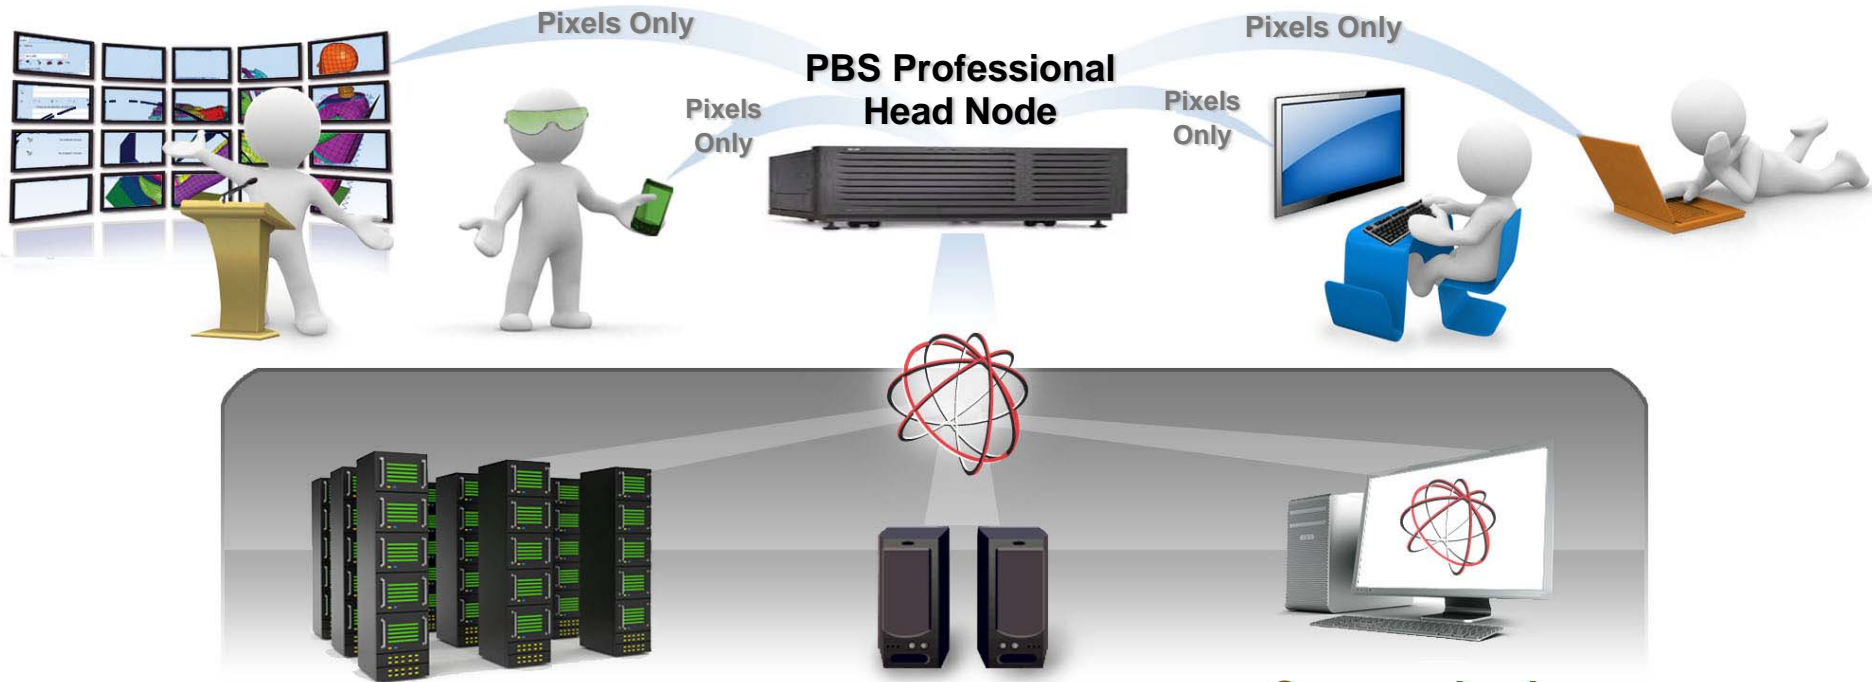 Pixels Only
Pixels Only
PBS Professional
Head Node
Pixels
Only
Pixels
Only